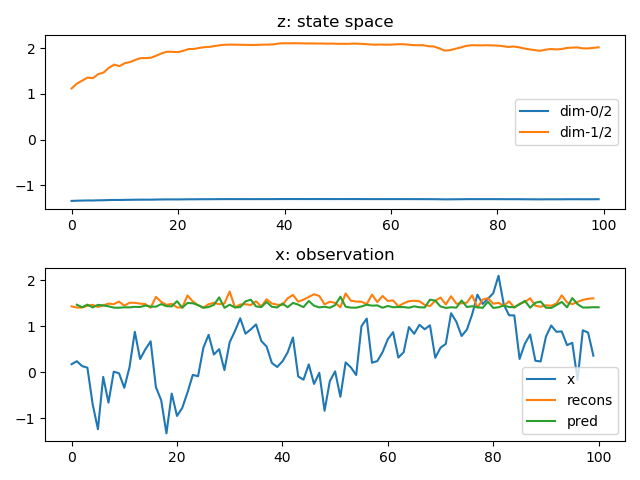 z: state space
2
1
0
−1
dim-0/2
dim-1/2
0 20 40 60 80 100
x: observation
2
1
0
−1
x
recons
pred
0 20 40 60 80 100